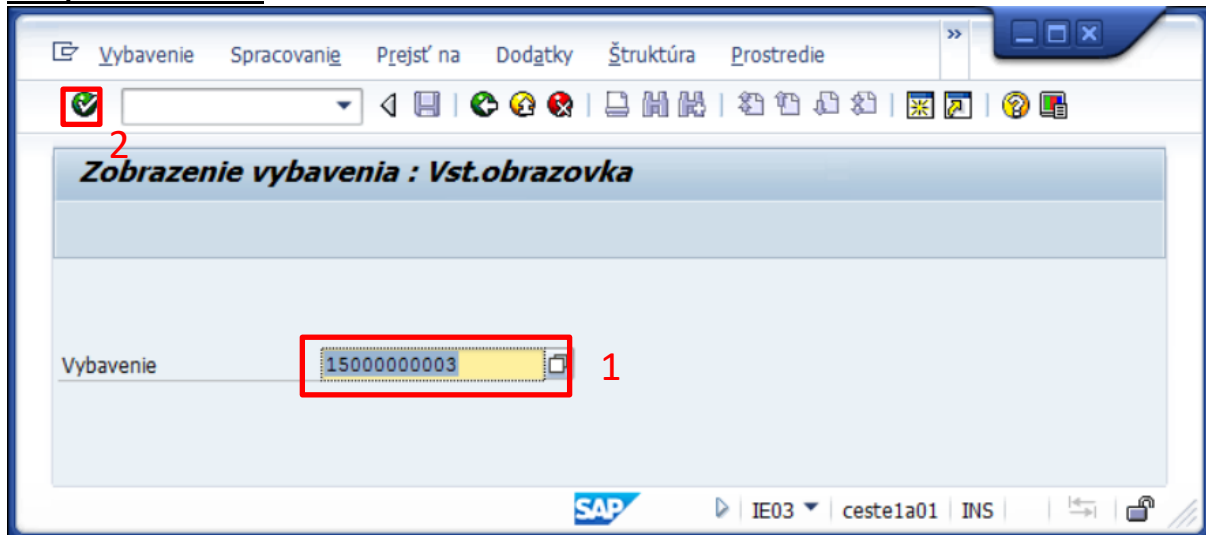 Vybavenie Spracovanie Prejsť na Dodatky Štruktúra Prostredie »
2
Zobrazenie vybavenia : Vst.obrazovka
Vybavenie 15000000003 1
SAP IE03 ceste1a01 INS